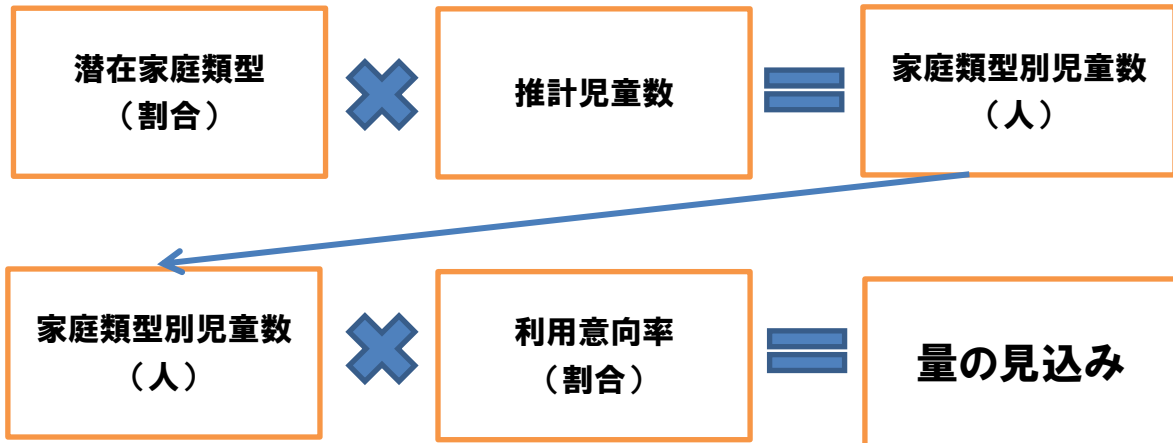 潜在家庭類型
（割合）
推計児童数
家庭類型別児童数
（人）
家庭類型別児童数
（人）
利用意向率
（割合）
量の見込み